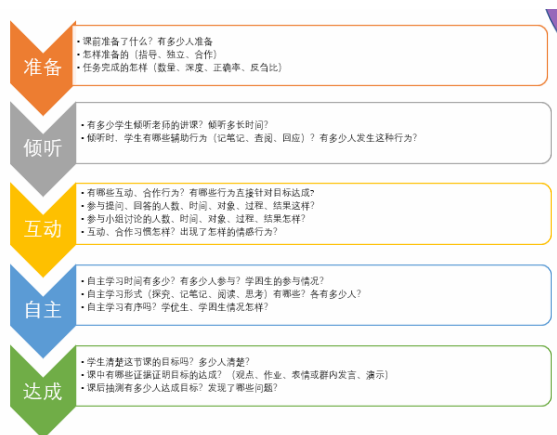 准备
• 课前准备了什么？有多少人准备
• 怎样准备的（指导、独立、合作）
• 任务完成的怎样（数量、深度、正确率、反刍比）
倾听
• 有多少学生倾听老师的讲课？倾听多长时间？
• 倾听时，学生有哪些辅助行为（记笔记、查阅、回应）？有多少人发生这种行为？
互动
• 有哪些互动、合作行为？有哪些行为直接针对目标达成？
• 参与提问、回答的人数、时间、对象、过程、结果这样？
• 参与小组讨论的人数、时间、对象、过程、结果怎样？
• 互动、合作习惯怎样？出现了怎样的情感行为？
自主
• 自主学习时间有多少？有多少人参与？学困生的参与情况？
• 自主学习形式（探究、记笔记、阅读、思考）有哪些？各有多少人？
• 自主学习有序吗？学优生、学困生情况怎样？
达成
• 学生清楚这节课的目标吗？多少人清楚？
• 课中有哪些证据证明目标的达成？（观点、作业、表情或群内发言、演示）
• 课后抽测有多少人达成目标？发现了哪些问题？